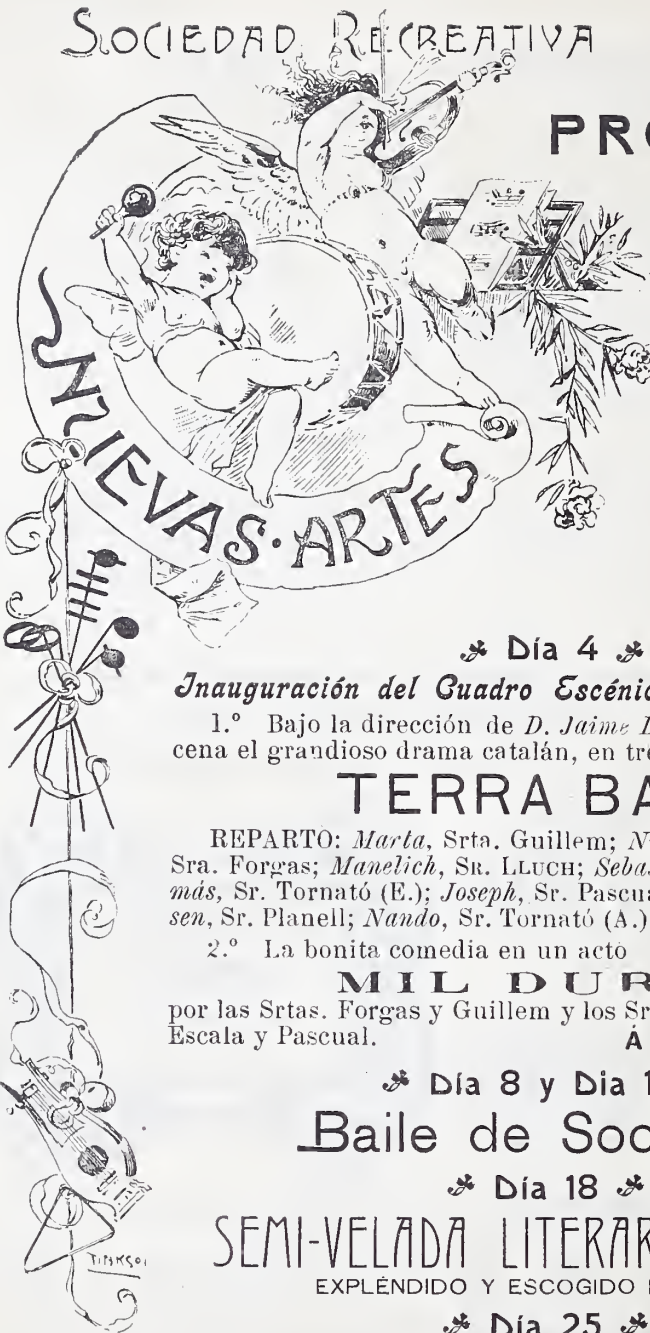 SOCIEDAD RECREATIVA
PRO
NUEVAS·ARTES
Día 4
Inauguración del Cuadro Escénic
1.º Bajo la dirección de D. Jaime
cena el grandioso drama catalán, en tre
TERRA BA
REPARTO: Marta, Srta. Guillem; N
Sra. Forgas; Manelich, SR. LLUCH; Sebas
más, Sr. Tornató (E.); Joseph, Sr. Pascua
sen, Sr. Planell; Nando, Sr. Tornató (A.)
2.º La bonita comedia en un acto
MIL DUR
por las Srtas. Forgas y Guillem y los Sr
Escala y Pascual. Á
Día 8 y Dia 1
Baile de Soc
Día 18
SEMI-VELADA LITERAR
EXPLÉNDIDO Y ESCOGIDO
Día 25